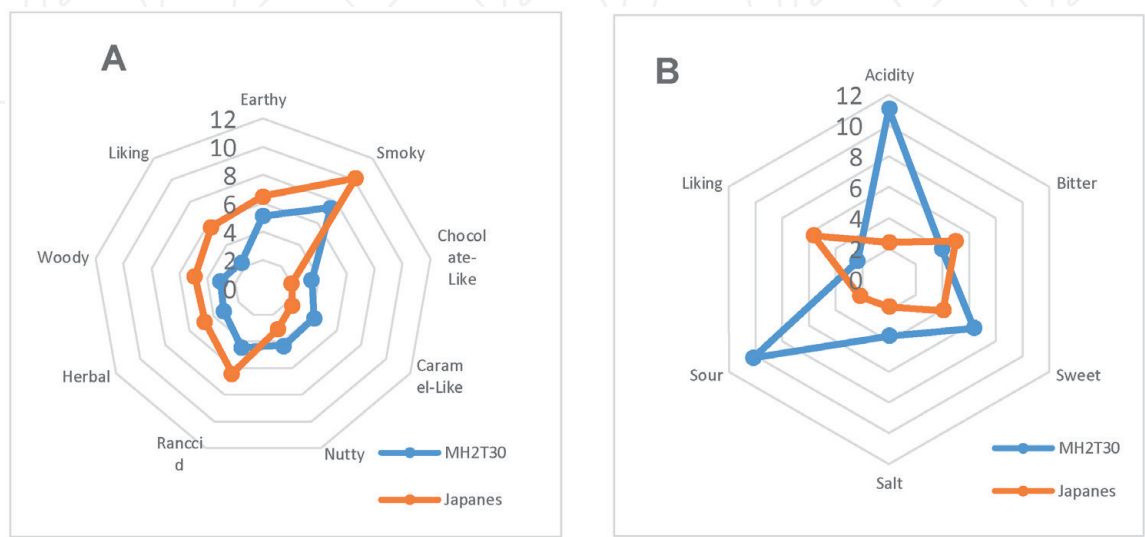 A
Earthy
12
10
8
6
4
2
0
Smoky
Chocol
ate-
Like
Caram
el-Like
Nutty
Rancci
d
Herbal
Woody
Liking
MH2T30
Japanes
B
Acidity
12
10
8
6
4
2
0
Bitter
Sweet
Salt
Sour
Liking
MH2T30
Japanes